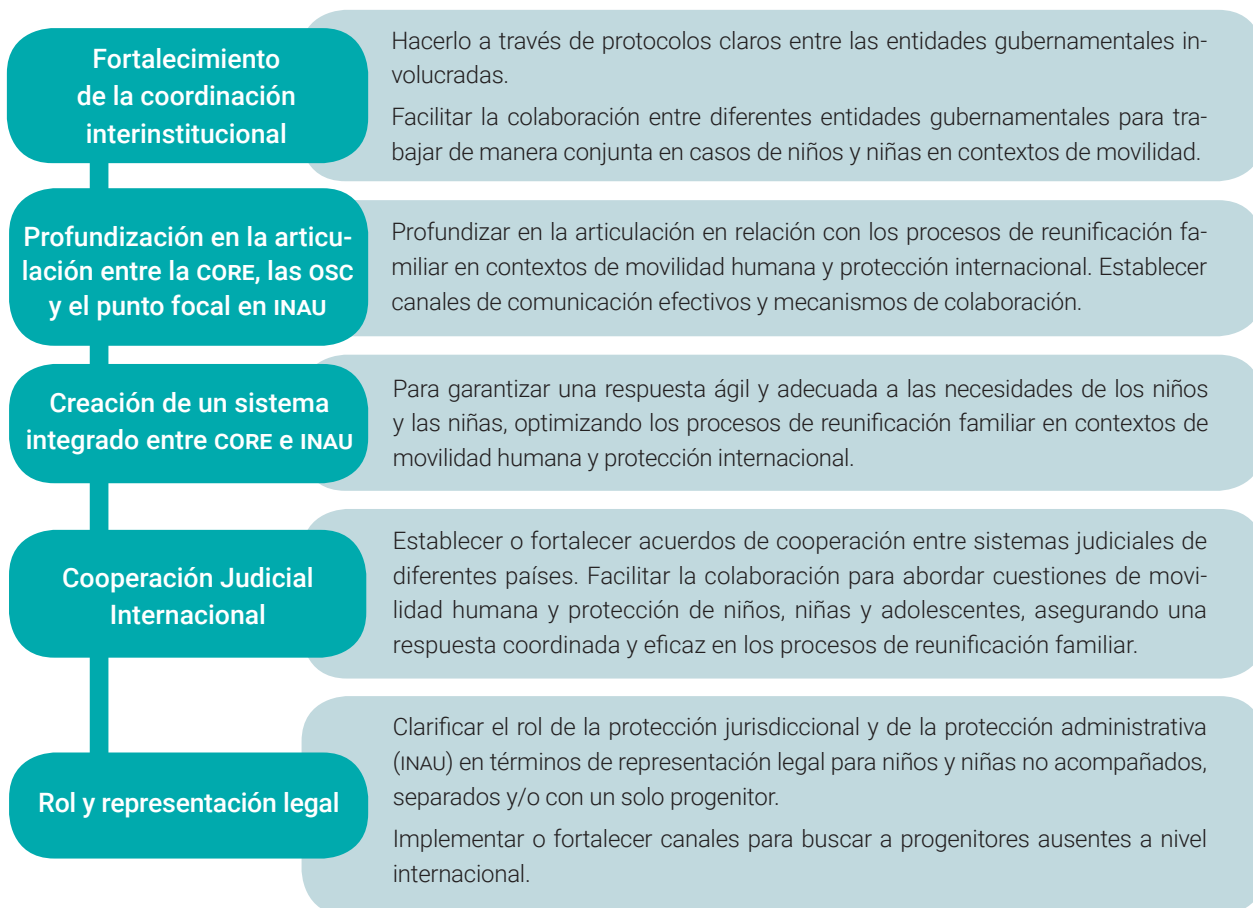 Fortalecimiento
de la coordinación
interinstitucional
Hacerlo a través de protocolos claros entre las entidades gubernamentales in-
volucradas.
Facilitar la colaboración entre diferentes entidades gubernamentales para tra-
bajar de manera conjunta en casos de niños y niñas en contextos de movilidad.
Profundización en la articu-
lación entre la CORE, las OSC
y el punto focal en INAU
Profundizar en la articulación en relación con los procesos de reunificación fa-
miliar en contextos de movilidad humana y protección internacional. Establecer
canales de comunicación efectivos y mecanismos de colaboración.
Creación de un sistema
integrado entre CORE e INAU
Para garantizar una respuesta ágil y adecuada a las necesidades de los niños
y las niñas, optimizando los procesos de reunificación familiar en contextos de
movilidad humana y protección internacional.
Cooperación Judicial
Internacional
Establecer o fortalecer acuerdos de cooperación entre sistemas judiciales de
diferentes países. Facilitar la colaboración para abordar cuestiones de movi-
lidad humana y protección de niños, niñas y adolescentes, asegurando una
respuesta coordinada y eficaz en los procesos de reunificación familiar.
Rol y representación legal
Clarificar el rol de la protección jurisdiccional y de la protección administrativa
(INAU) en términos de representación legal para niños y niñas no acompañados,
separados y/o con un solo progenitor.
Implementar o fortalecer canales para buscar a progenitores ausentes a nivel
internacional.